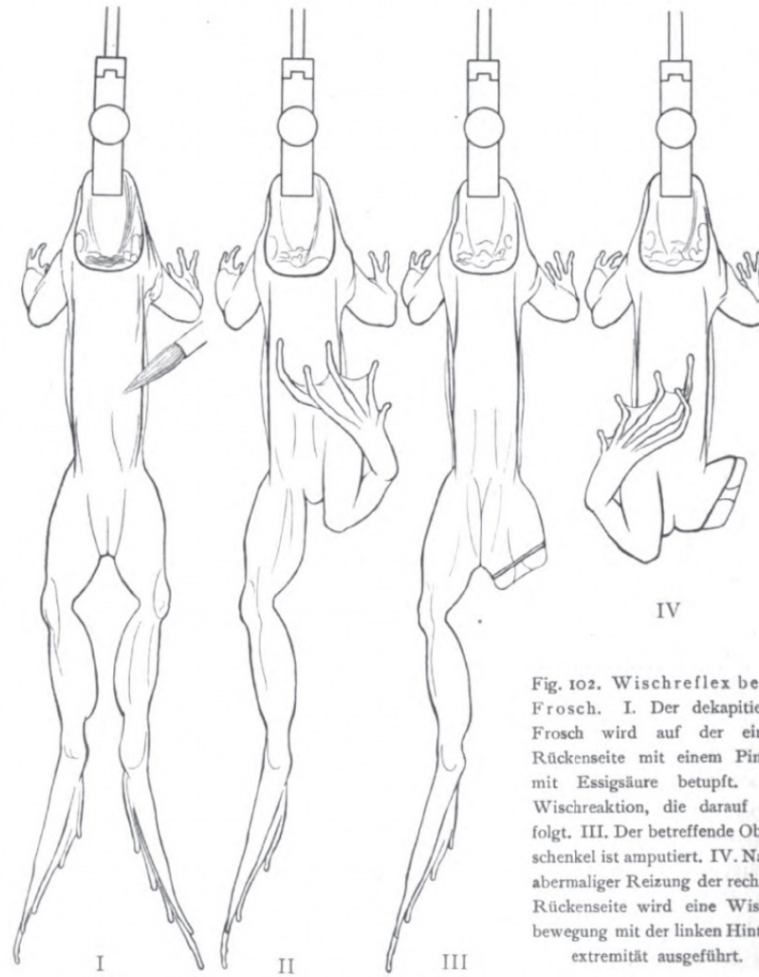 IV
Fig. 102. Wischreflex be
Frosch. I. Der dekapitie
Frosch wird auf der ein
Rückenseite mit einem Pin
mit Essigsäure betupft.
Wischreaktion, die darauf
folgt. III. Der betreffende Ob
schenkel ist amputiert. IV. Na
abermaliger Reizung der rech
Rückenseite wird eine Wis
bewegung mit der linken Hint
extremität ausgeführt.
I II III